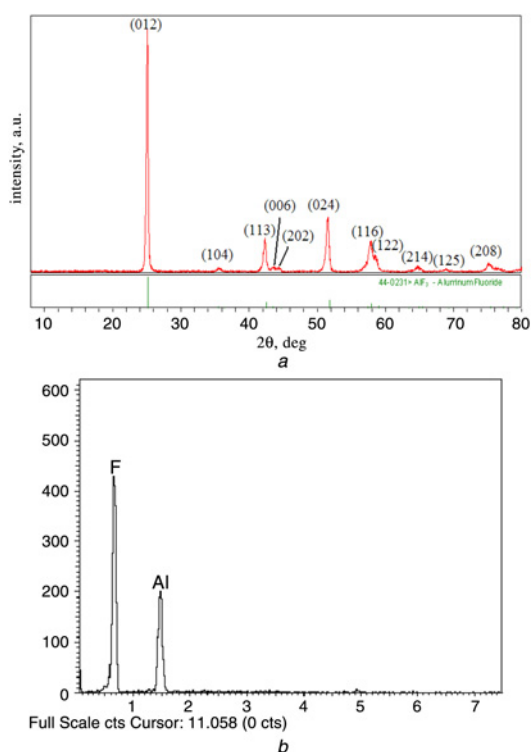 (012)
(104)
(113)
(006)
(202)
(024)
(116)
(122)
(214)
(125)
(208)
intensity, a.u.
44-0231> AlF₃ - Aluminum Fluoride
10 20 30 40 50 60 70 80
2θ, deg
a
600
500
400
300
200
100
0
F
Al
1 2 3 4 5 6 7
Full Scale cts Cursor: 11.058 (0 cts)
b